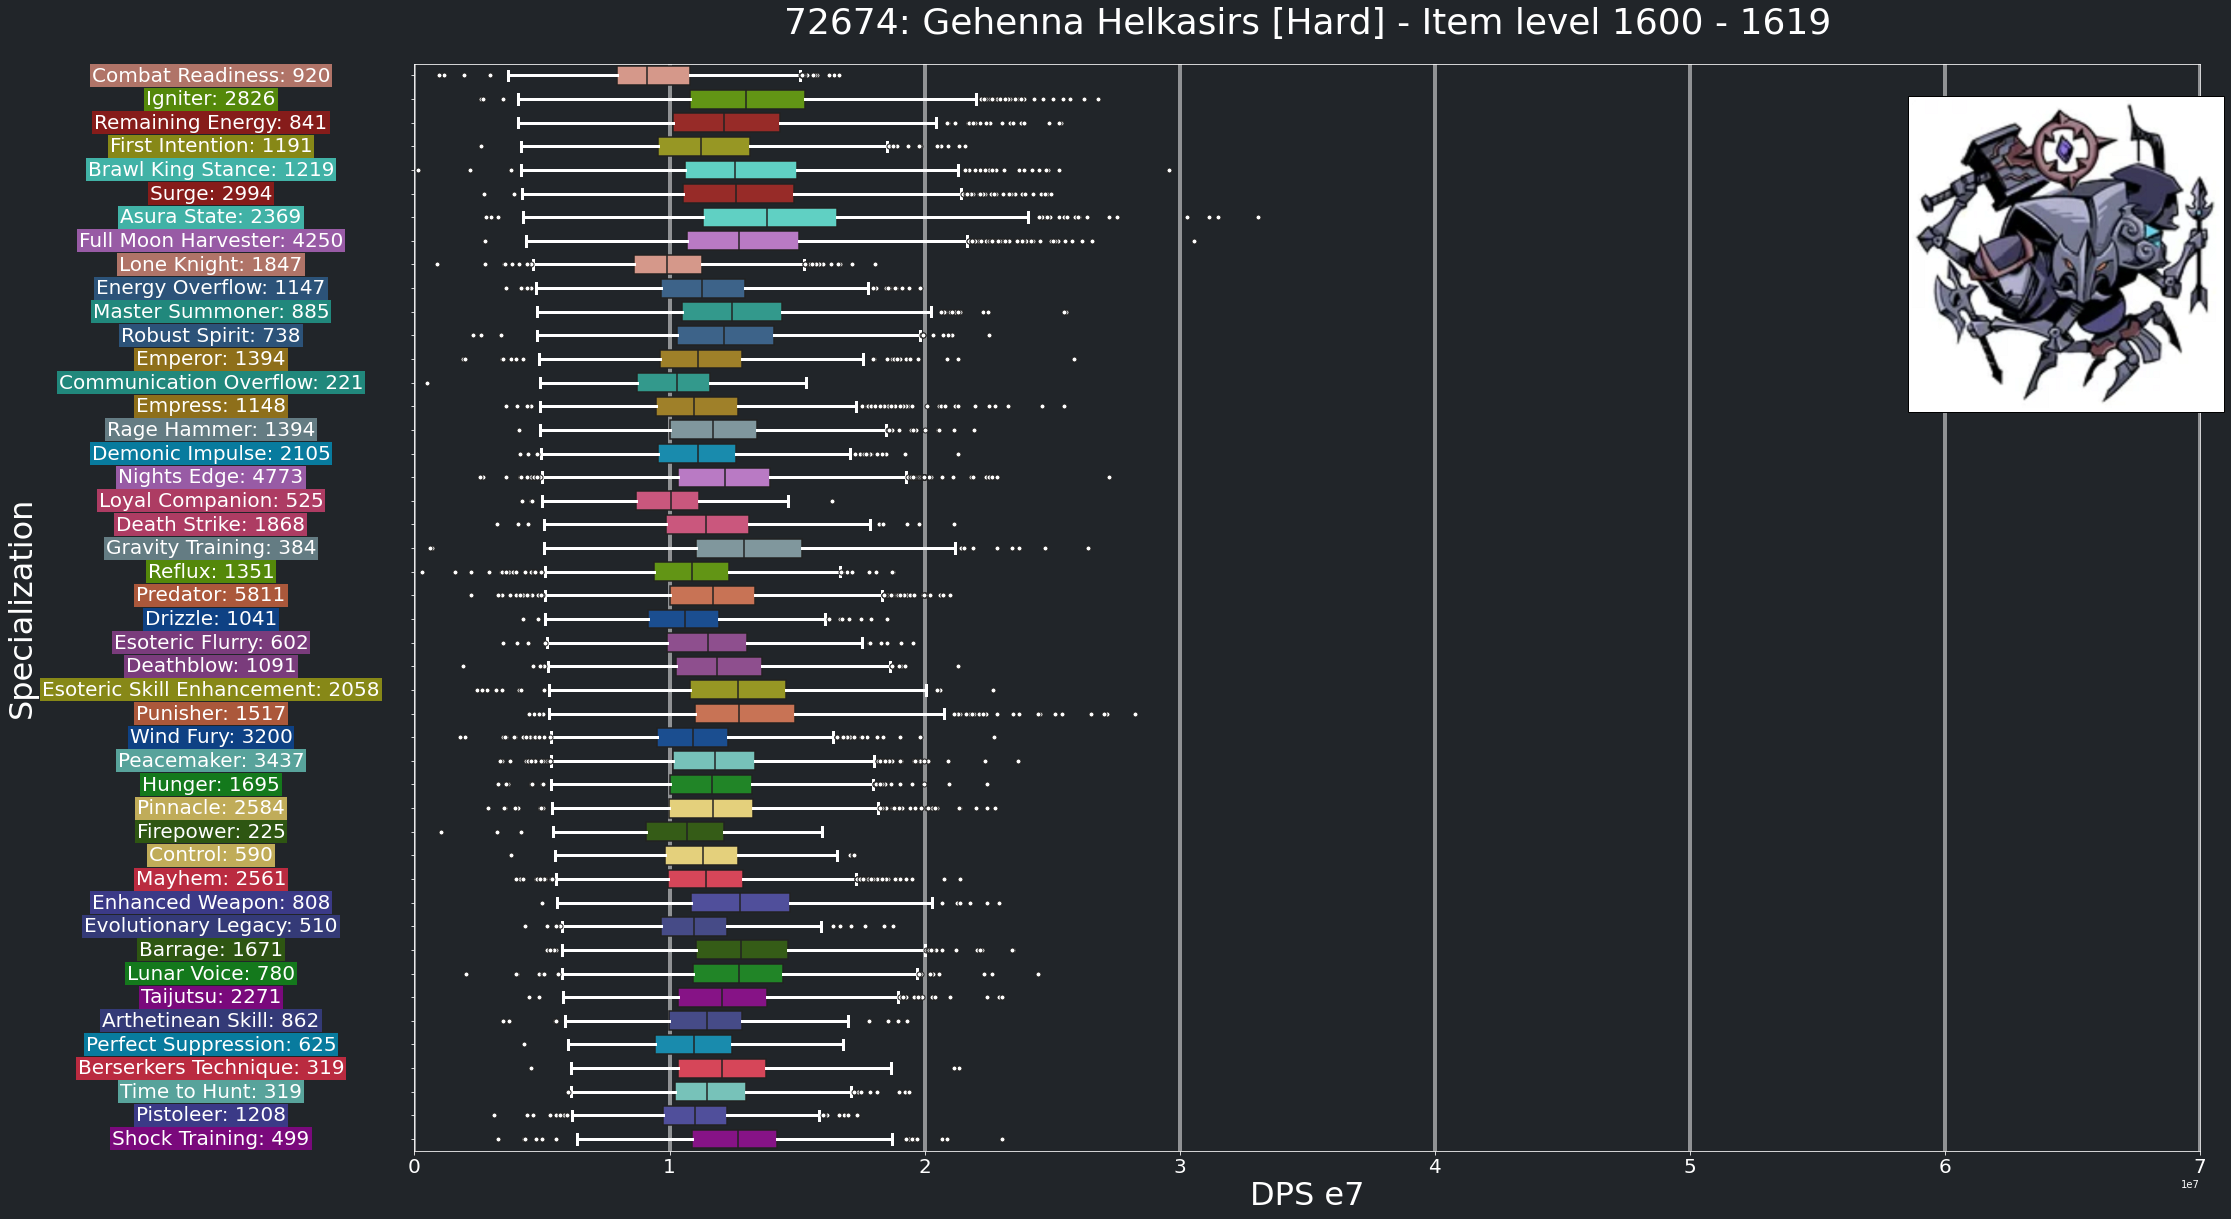 72674: Gehenna Helkasirs [Hard] - Item level 1600 - 1619
Specialization
Combat Readiness: 920
Igniter: 2826
Remaining Energy: 841
First Intention: 1191
Brawl King Stance: 1219
Surge: 2994
Asura State: 2369
Full Moon Harvester: 4250
Lone Knight: 1847
Energy Overflow: 1147
Master Summoner: 885
Robust Spirit: 738
Emperor: 1394
Communication Overflow: 221
Empress: 1148
Rage Hammer: 1394
Demonic Impulse: 2105
Nights Edge: 4773
Loyal Companion: 525
Death Strike: 1868
Gravity Training: 384
Reflux: 1351
Predator: 5811
Drizzle: 1041
Esoteric Flurry: 602
Deathblow: 1091
Esoteric Skill Enhancement: 2058
Punisher: 1517
Wind Fury: 3200
Peacemaker: 3437
Hunger: 1695
Pinnacle: 2584
Firepower: 225
Control: 590
Mayhem: 2561
Enhanced Weapon: 808
Evolutionary Legacy: 510
Barrage: 1671
Lunar Voice: 780
Taijutsu: 2271
Arthetinean Skill: 862
Perfect Suppression: 625
Berserkers Technique: 319
Time to Hunt: 319
Pistoleer: 1208
Shock Training: 499
0 1 2 3 4 5 6 7
1e7
DPS e7